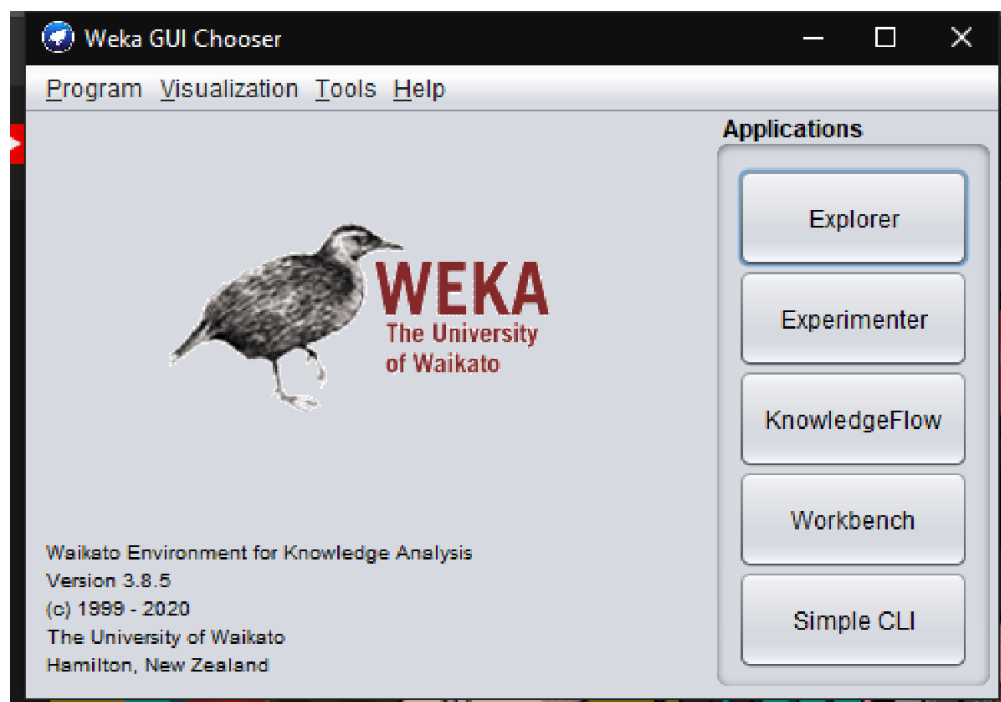 Weka GUI Chooser
Program Visualization Tools Help
Applications
Explorer
Experimenter
KnowledgeFlow
Workbench
Simple CLI
WEKA
The University
of Waikato
Waikato Environment for Knowledge Analysis
Version 3.8.5
(c) 1999 - 2020
The University of Waikato
Hamilton, New Zealand